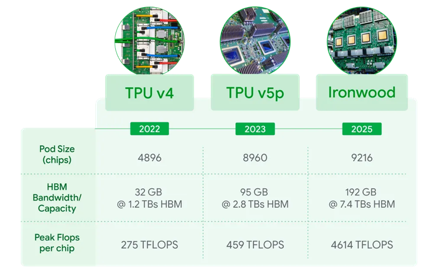 TPU v4 TPU v5p Ironwood
2022 2023 2025
Pod Size
(chips)
4896 8960 9216
HBM
Bandwidth/
Capacity
32 GB
@ 1.2 TBs HBM
95 GB
@ 2.8 TBs HBM
192 GB
@ 7.4 TBs HBM
Peak Flops
per chip
275 TFLOPS 459 TFLOPS 4614 TFLOPS